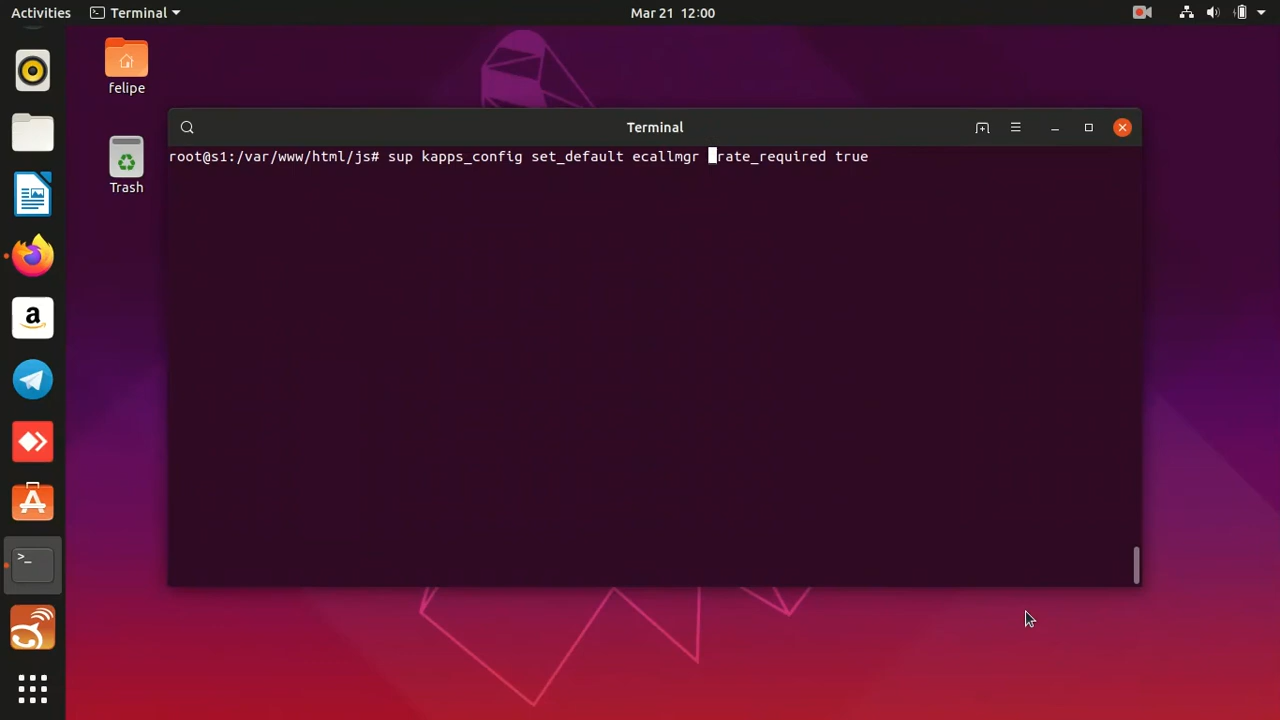 Activities Terminal Mar 21 12:00
felipe
Trash
Terminal
root@s1:/var/www/html/js# sup kapps_config set_default ecallmgr rate_required true
a
>_